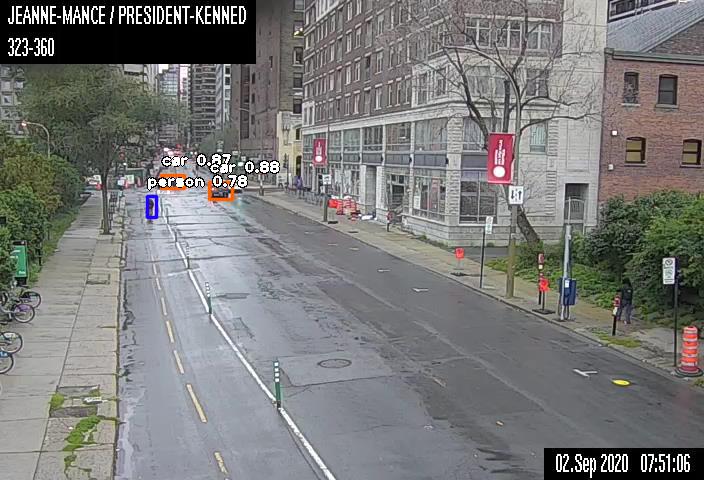 JEANNE-MANCE / PRESIDENT-KENNED
323-360
car 0.87
car 0.88
person 0.78
02.Sep 2020 07:51:06